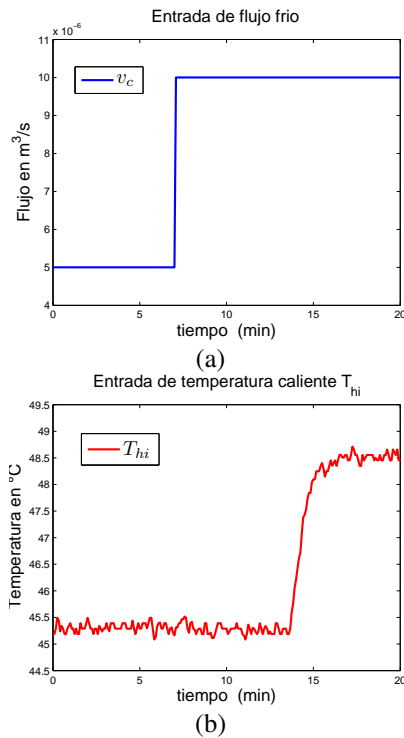 Entrada de flujo frio
x 10⁻⁶
11
10
9
8
7
6
5
4
Flujo en m³/s
v_c
0 5 10 15 20
tiempo (min)
(a)
Entrada de temperatura caliente T_hi
49.5
49
48.5
48
47.5
47
46.5
46
45.5
45
44.5
Temperatura en °C
T_hi
0 5 10 15 20
tiempo (min)
(b)